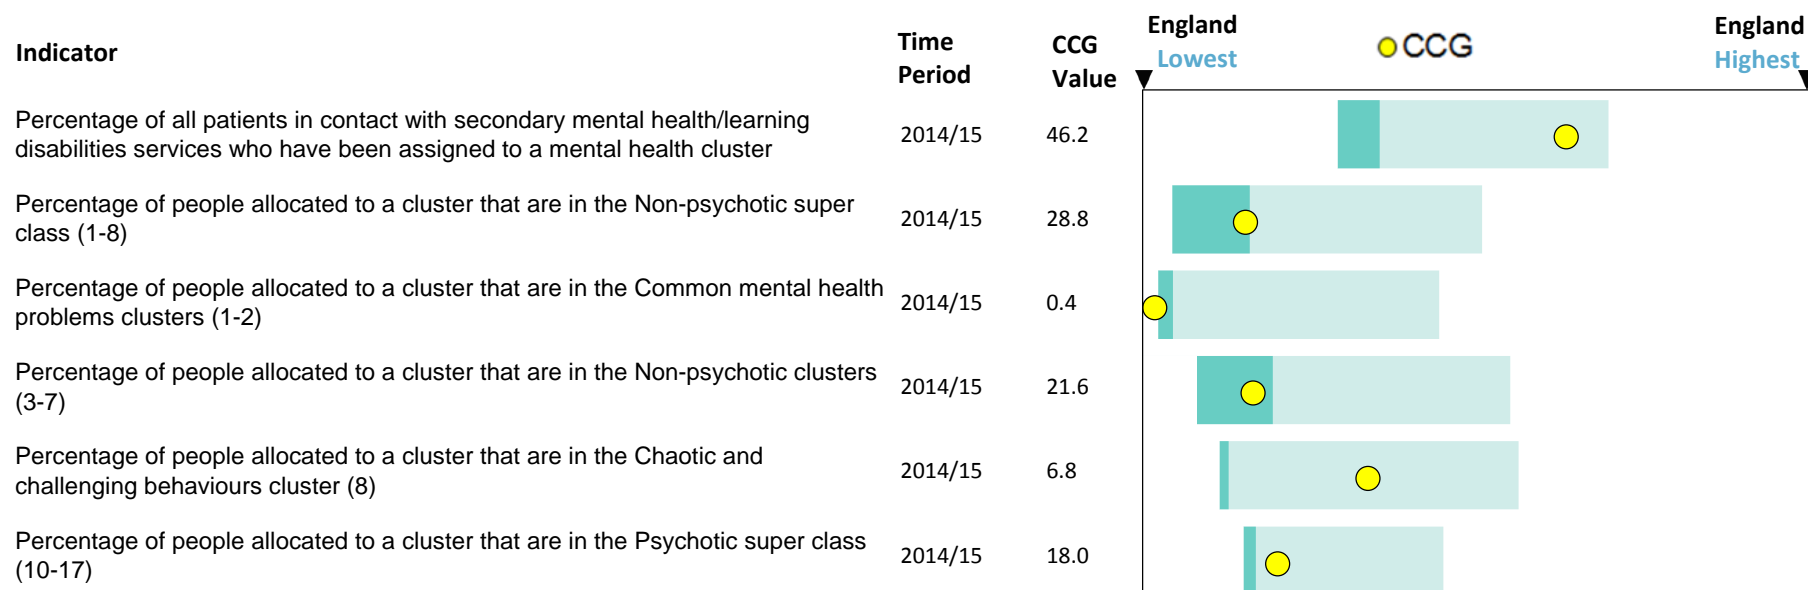 Indicator
Time
Period
CCG
Value
England
Lowest
CCG
England
Highest
Percentage of all patients in contact with secondary mental health/learning
disabilities services who have been assigned to a mental health cluster
2014/15
46.2
Percentage of people allocated to a cluster that are in the Non-psychotic super
class (1-8)
2014/15
28.8
Percentage of people allocated to a cluster that are in the Common mental health
problems clusters (1-2)
2014/15
0.4
Percentage of people allocated to a cluster that are in the Non-psychotic clusters
(3-7)
2014/15
21.6
Percentage of people allocated to a cluster that are in the Chaotic and
challenging behaviours cluster (8)
2014/15
6.8
Percentage of people allocated to a cluster that are in the Psychotic super class
(10-17)
2014/15
18.0